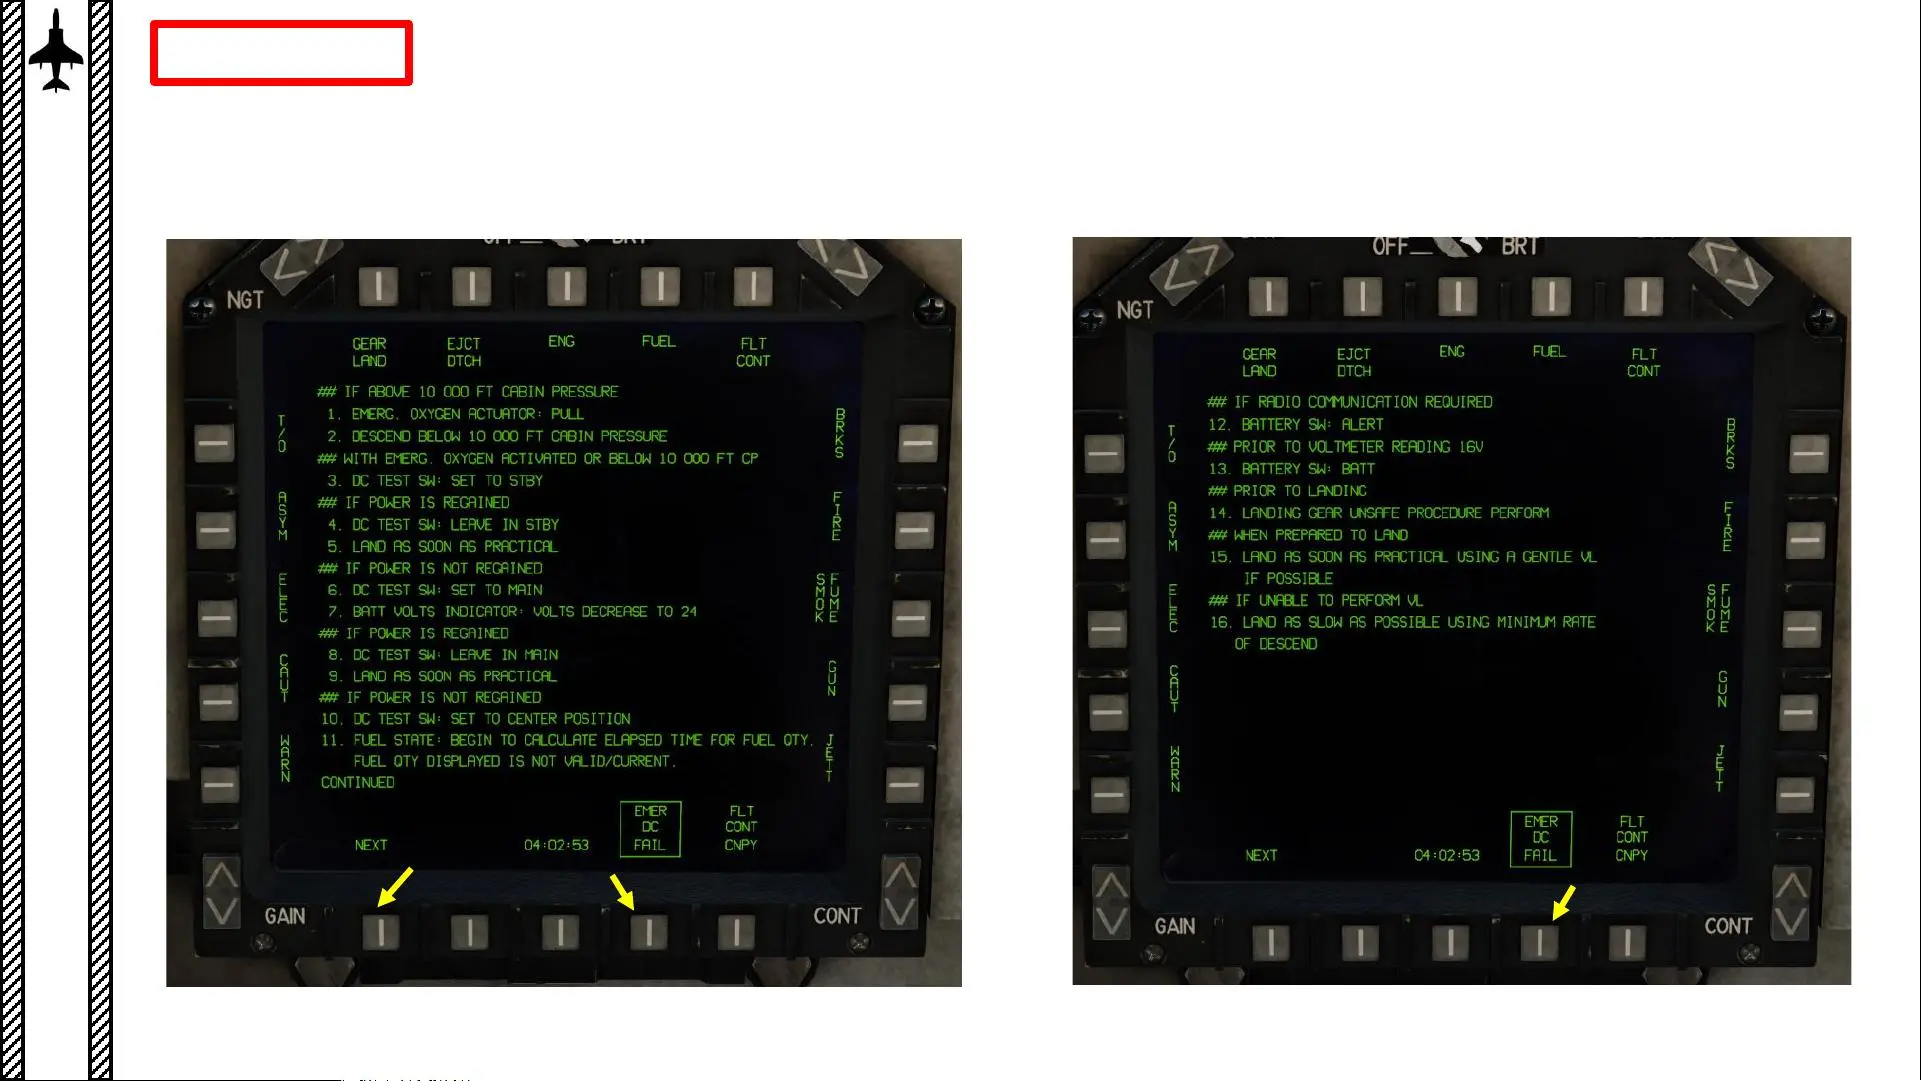 OFF BRT
NGT
GEAR LAND
EJCT DTCH
ENG
FUEL
FLT CONT
## IF ABOVE 10 000 FT CABIN PRESSURE
1. EMERG. OXYGEN ACTUATOR: PULL
2. DESCEND BELOW 10 000 FT CABIN PRESSURE
## WITH EMERG. OXYGEN ACTIVATED OR BELOW 10 000 FT CP
3. DC TEST SW: SET TO STBY
## IF POWER IS REGAINED
4. DC TEST SW: LEAVE IN STBY
5. LAND AS SOON AS PRACTICAL
## IF POWER IS NOT REGAINED
6. DC TEST SW: SET TO MAIN
7. BATT VOLTS INDICATOR: VOLTS DECREASE TO 24
## IF POWER IS REGAINED
8. DC TEST SW: LEAVE IN MAIN
9. LAND AS SOON AS PRACTICAL
## IF POWER IS NOT REGAINED
10. DC TEST SW: SET TO CENTER POSITION
11. FUEL STATE: BEGIN TO CALCULATE ELAPSED TIME FOR FUEL QTY.
FUEL QTY DISPLAYED IS NOT VALID/CURRENT.
CONTINUED
T/O
ASYM
ELEC
CAUT
WARN
BRKS
FIRE
SMOK FUME
GUN
JETT
NEXT
04:02:53
EMER DC FAIL
FLT CONT CNPY
GAIN
CONT
OFF BRT
NGT
GEAR LAND
EJCT DTCH
ENG
FUEL
FLT CONT
## IF RADIO COMMUNICATION REQUIRED
12. BATTERY SW: ALERT
## PRIOR TO VOLTMETER READING 16V
13. BATTERY SW: BATT
## PRIOR TO LANDING
14. LANDING GEAR UNSAFE PROCEDURE PERFORM
## WHEN PREPARED TO LAND
15. LAND AS SOON AS PRACTICAL USING A GENTLE VL
IF POSSIBLE
## IF UNABLE TO PERFORM VL
16. LAND AS SLOW AS POSSIBLE USING MINIMUM RATE
OF DESCEND
T/O
ASYM
ELEC
CAUT
WARN
BRKS
FIRE
SMOK FUME
GUN
JETT
NEXT
04:02:53
EMER DC FAIL
FLT CONT CNPY
GAIN
CONT